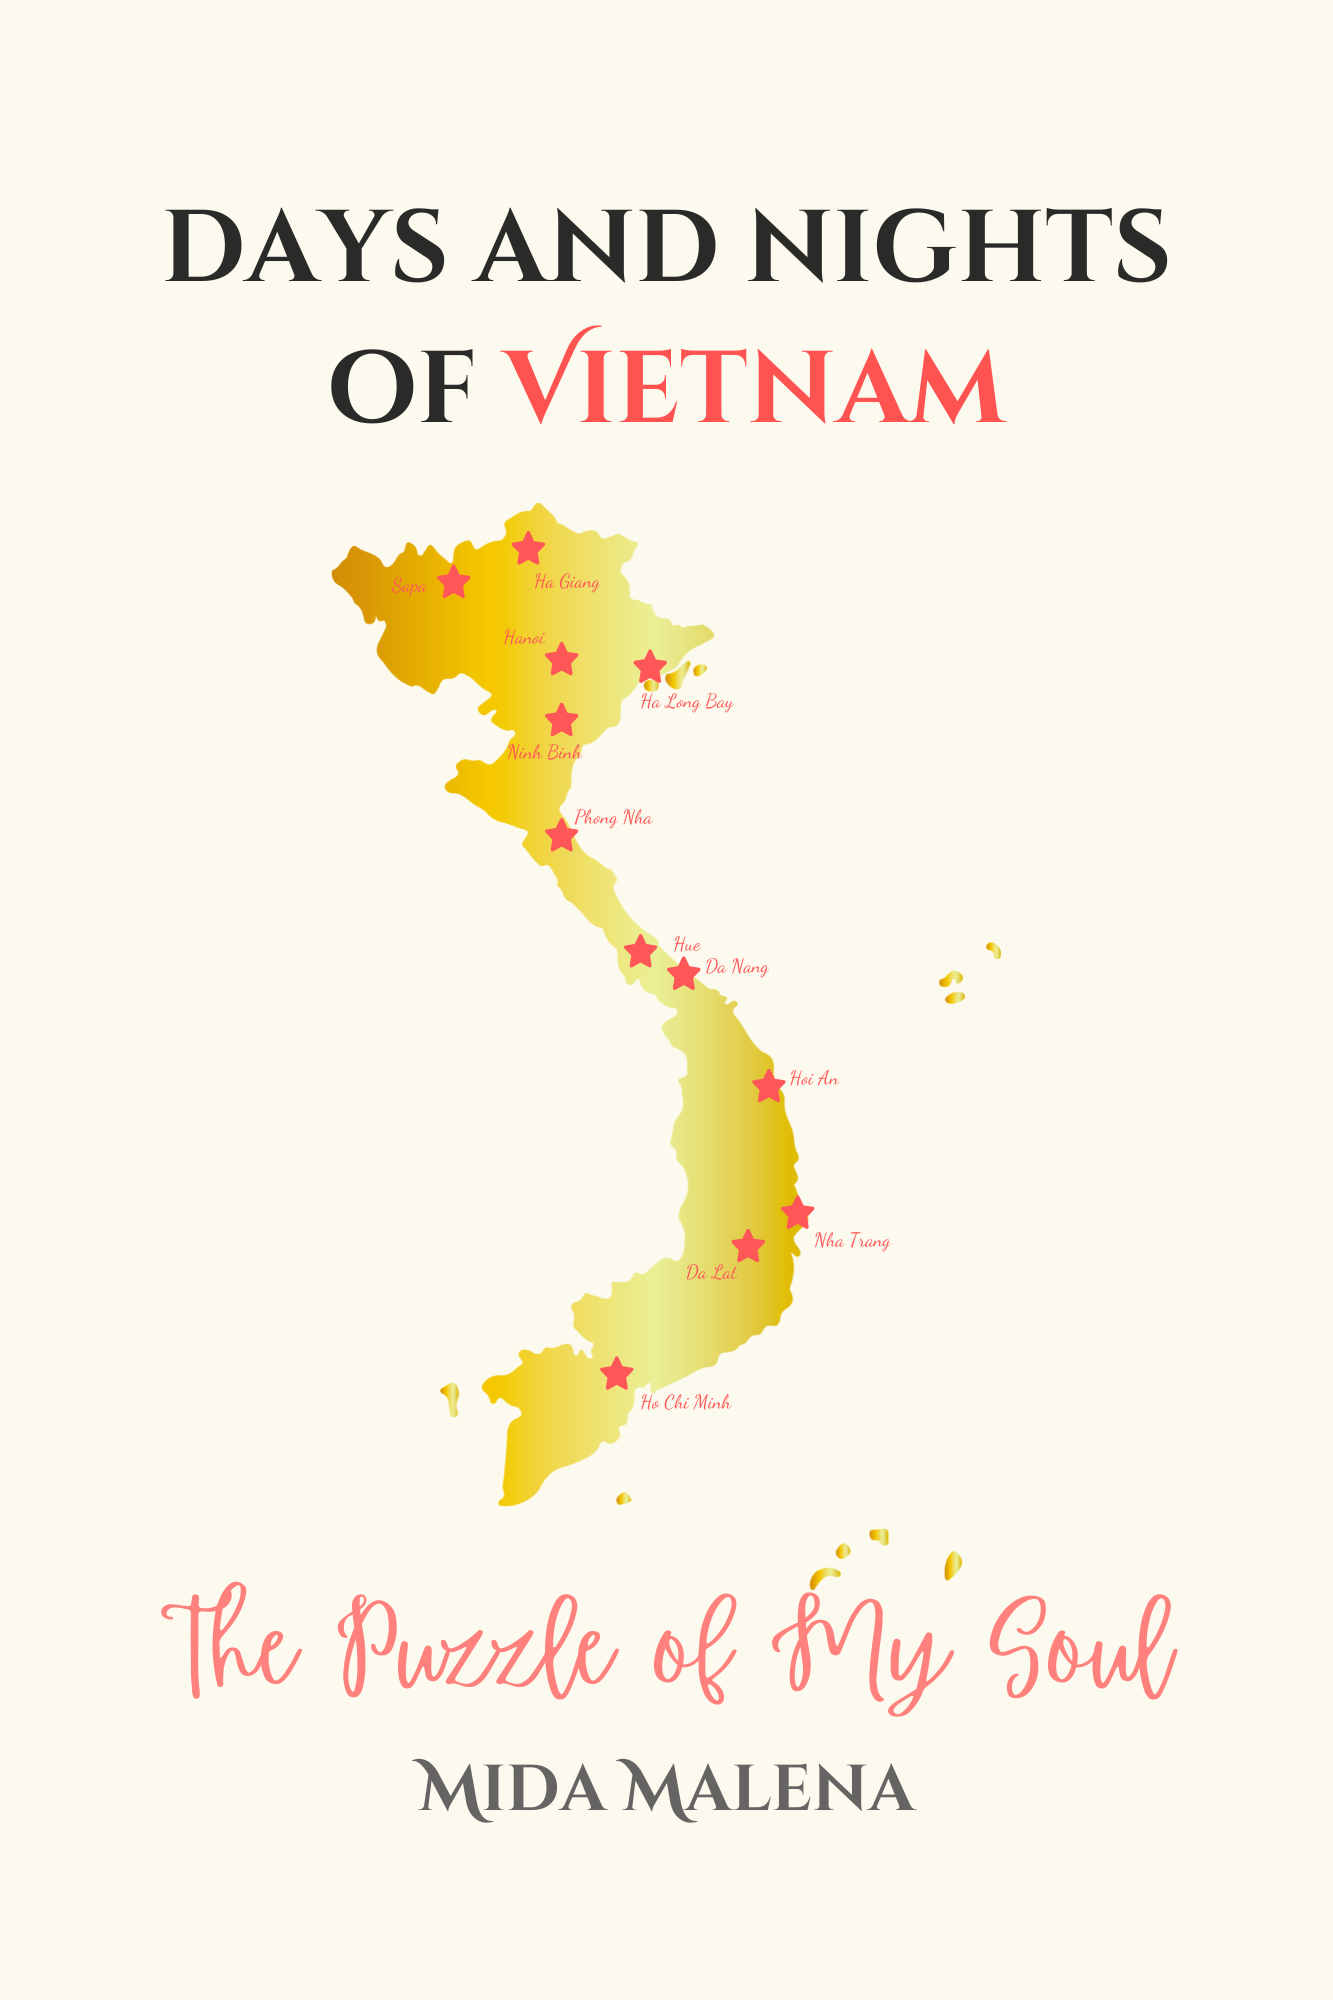 DAYS AND NIGHTS
OF VIETNAM
Sapa
Ha Giang
Hanoi
Ha Long Bay
Ninh Binh
Phong Nha
Hue
Da Nang
Hoi An
Nha Trang
Da Lat
Ho Chi Minh
The Puzzle of My Soul
MIDA MALENA